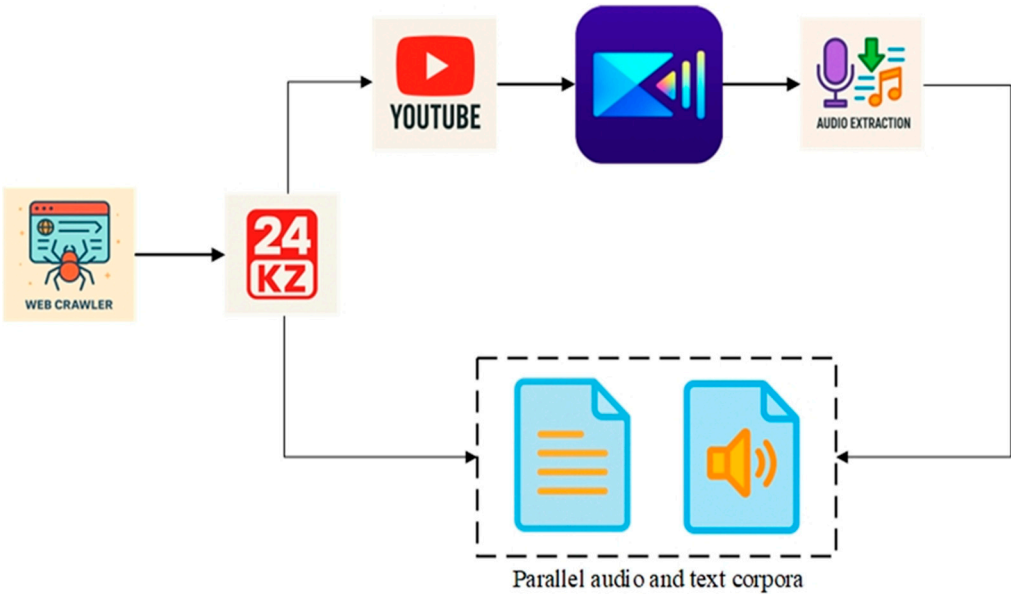 YOUTUBE
AUDIO EXTRACTION
WEB CRAWLER
24
KZ
Parallel audio and text corpora